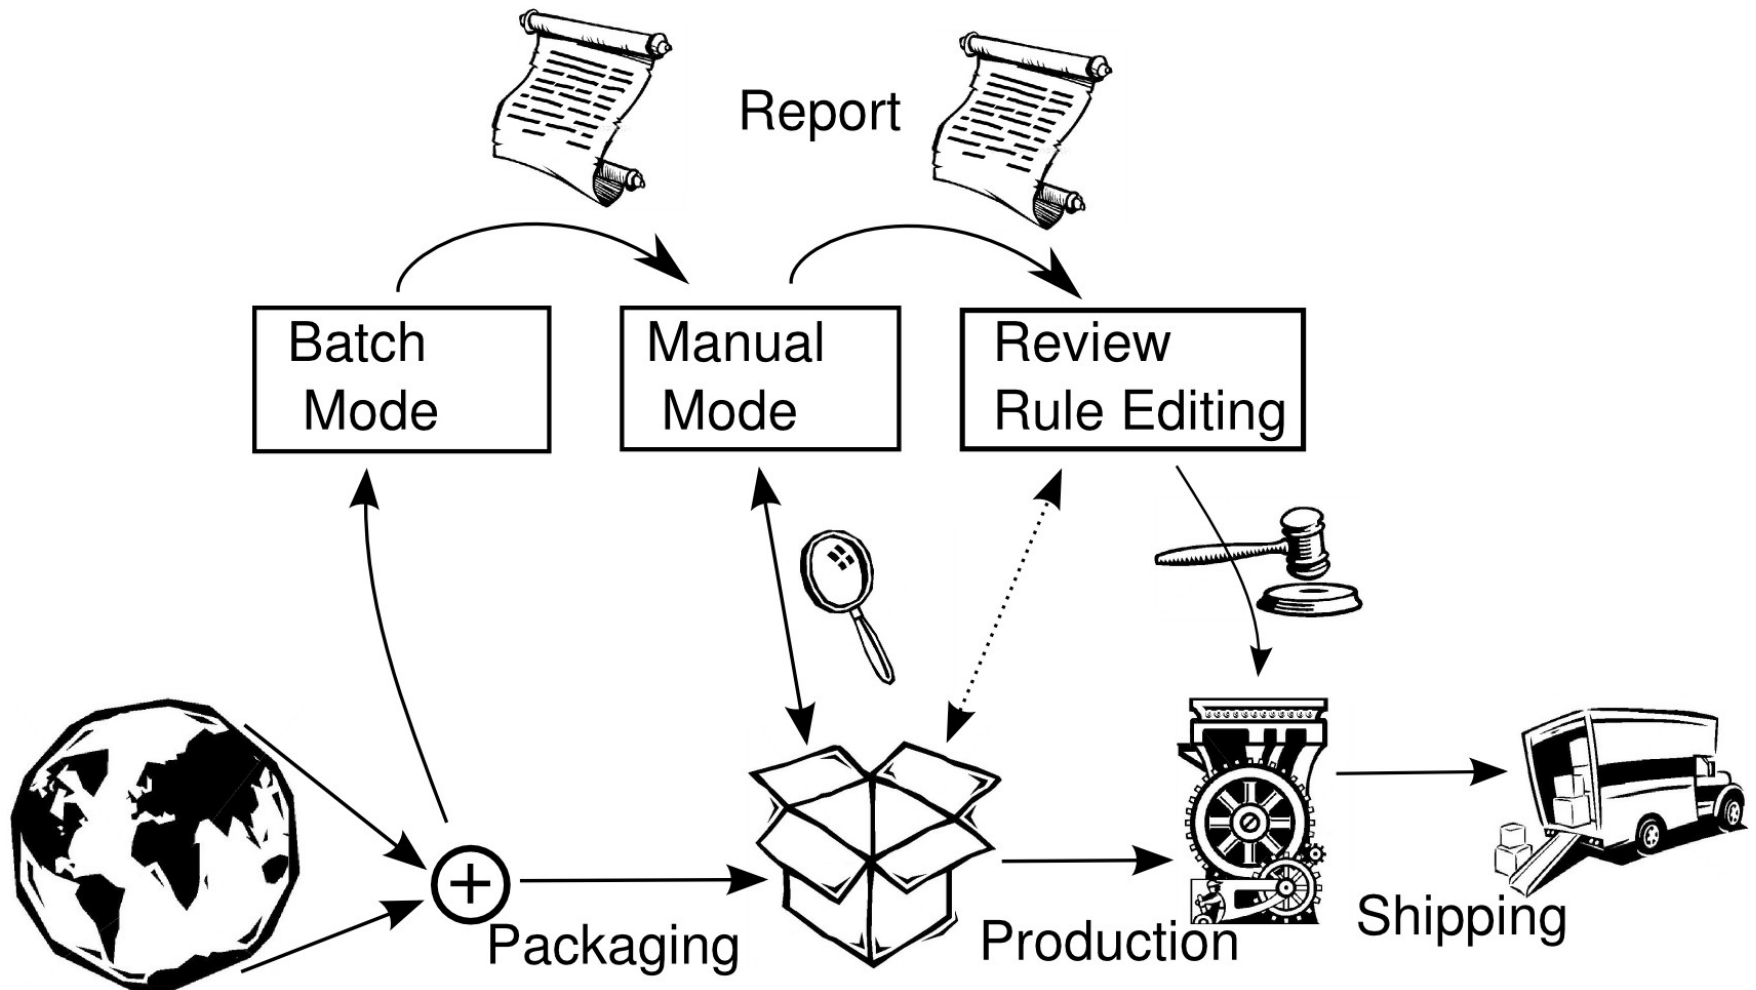 Report
Batch
Mode
Manual
Mode
Review
Rule Editing
+
Packaging
Production
Shipping